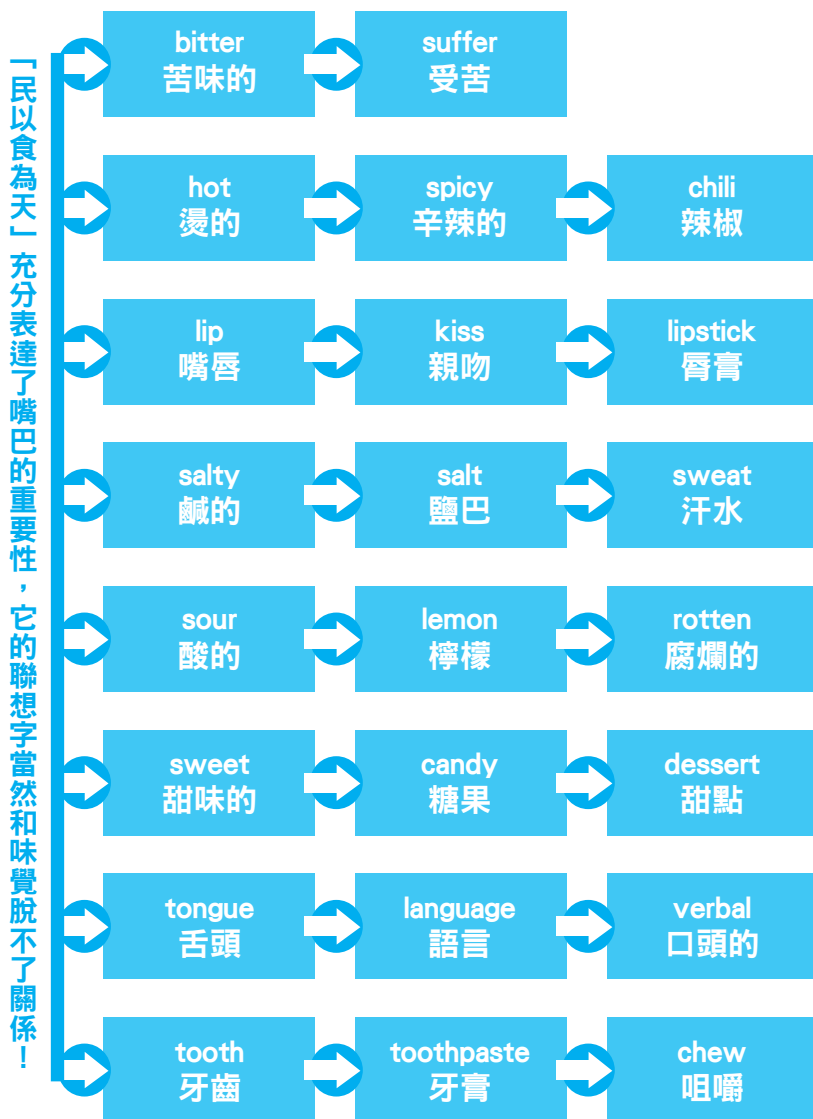 「民以食為天」充分表達了嘴巴的重要性，它的聯想字當然和味覺脫不了關係！
bitter
苦味的
suffer
受苦
hot
燙的
spicy
辛辣的
chili
辣椒
lip
嘴唇
kiss
親吻
lipstick
唇膏
salty
鹹的
salt
鹽巴
sweat
汗水
sour
酸的
lemon
檸檬
rotten
腐爛的
sweet
甜味的
candy
糖果
dessert
甜點
tongue
舌頭
language
語言
verbal
口頭的
tooth
牙齒
toothpaste
牙膏
chew
咀嚼